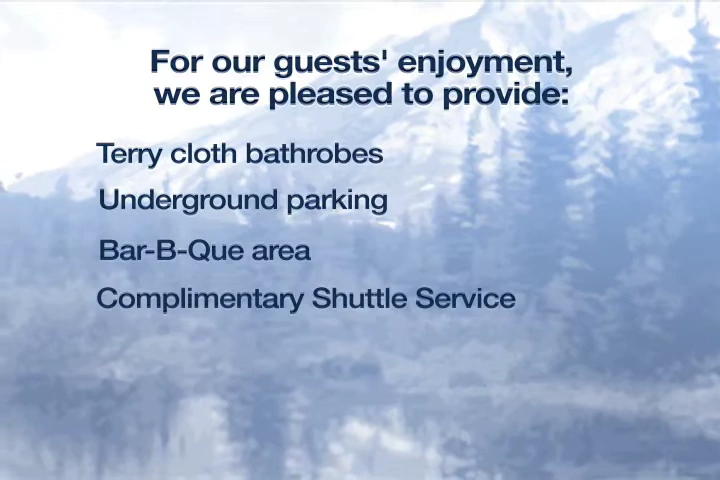 For our guests' enjoyment,
we are pleased to provide:
Terry cloth bathrobes
Underground parking
Bar-B-Que area
Complimentary Shuttle Service